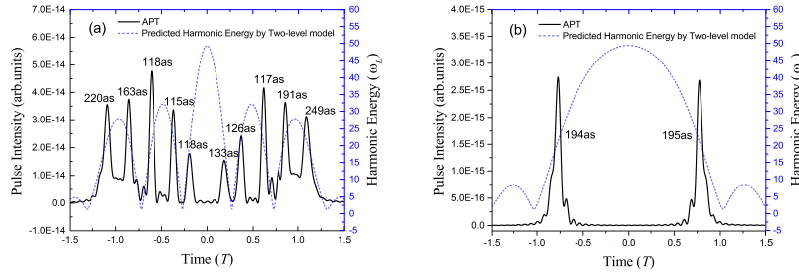 (a)
APT
Predicted Harmonic Energy by Two-level model
220as
163as
118as
115as
118as
133as
126as
117as
191as
249as
7.0E-14
6.0E-14
5.0E-14
4.0E-14
3.0E-14
2.0E-14
1.0E-14
0.0
-1.0E-14
Pulse Intensity (arb.units)
60
55
50
45
40
35
30
25
20
15
10
5
0
-5
Harmonic Energy (ω_L)
-1.5 -1.0 -0.5 0.0 0.5 1.0 1.5
Time (T)
(b)
APT
Predicted Harmonic Energy by Two-level model
194as
195as
4.0E-15
3.5E-15
3.0E-15
2.5E-15
2.0E-15
1.5E-15
1.0E-15
5.0E-16
0.0
Pulse Intensity (arb.units)
60
55
50
45
40
35
30
25
20
15
10
5
0
-5
Harmonic Energy (ω_L)
-1.5 -1.0 -0.5 0.0 0.5 1.0 1.5
Time (T)